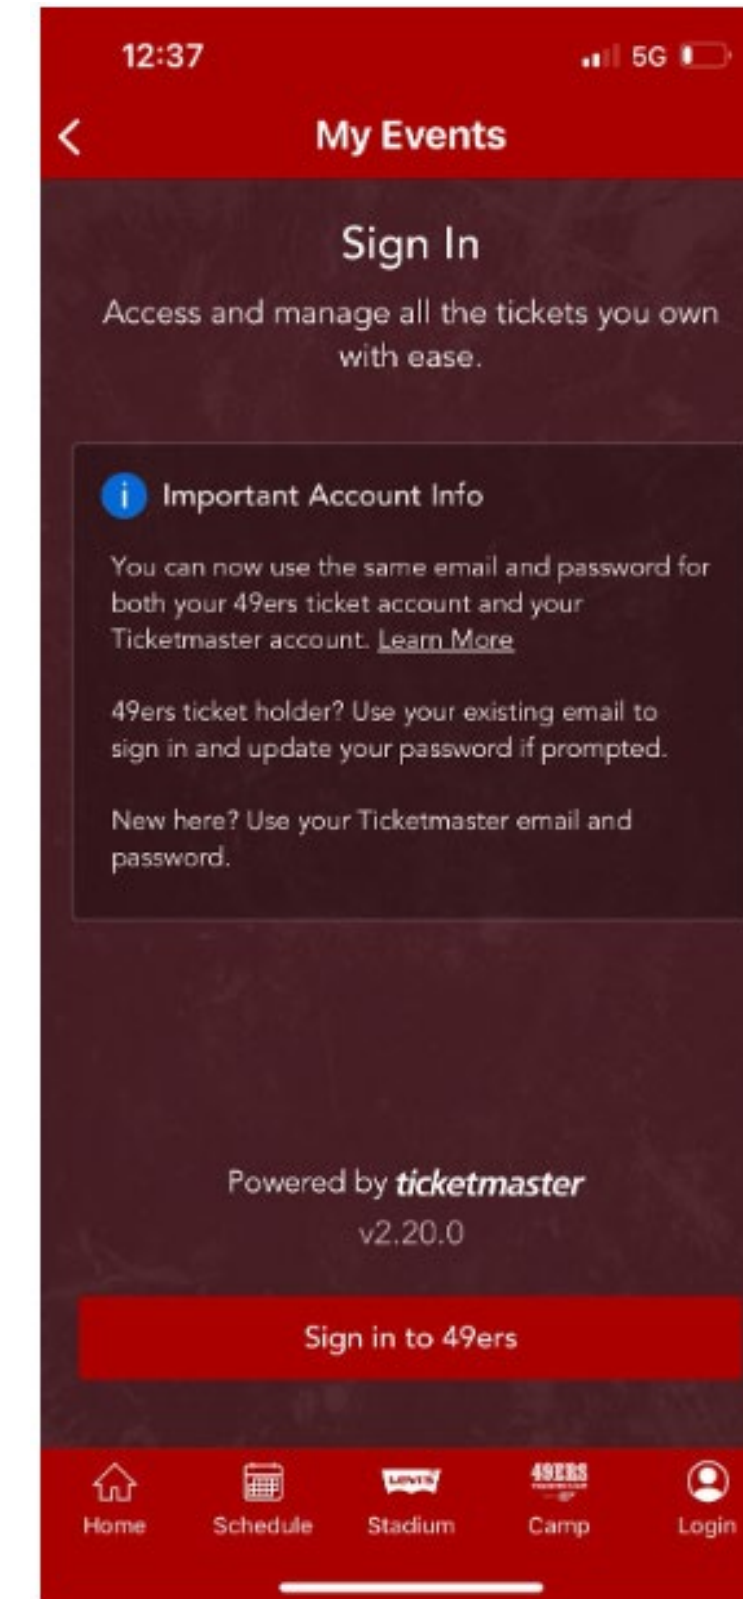 12:37 5G
My Events
Sign In
Access and manage all the tickets you own
with ease.
i Important Account Info
You can now use the same email and password for
both your 49ers ticket account and your
Ticketmaster account. Learn More
49ers ticket holder? Use your existing email to
sign in and update your password if prompted.
New here? Use your Ticketmaster email and
password.
Powered by ticketmaster
v2.20.0
Sign in to 49ers
LEVI'S 49ERS
Home Schedule Stadium Camp Login